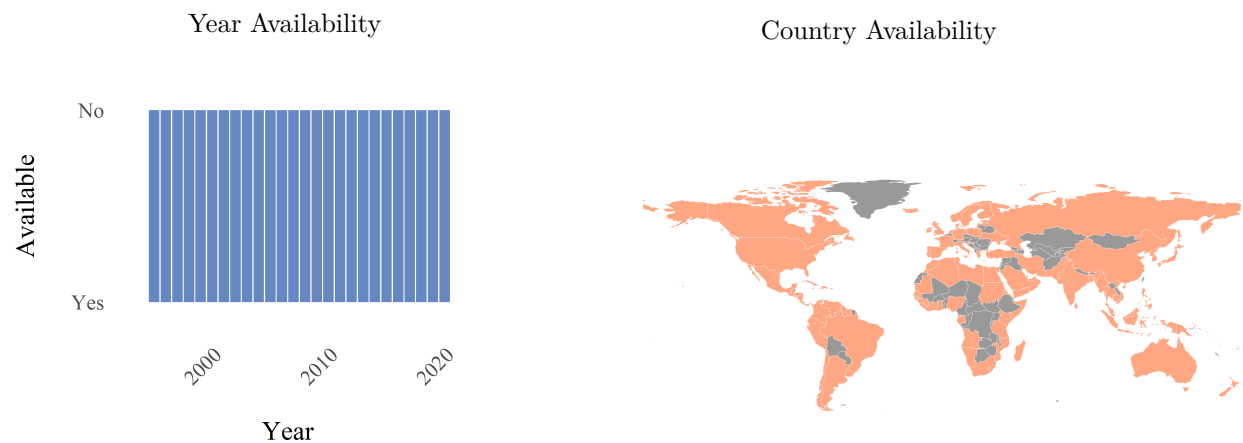 Year Availability
No
Available
Yes
2000
2010
2020
Year
Country Availability